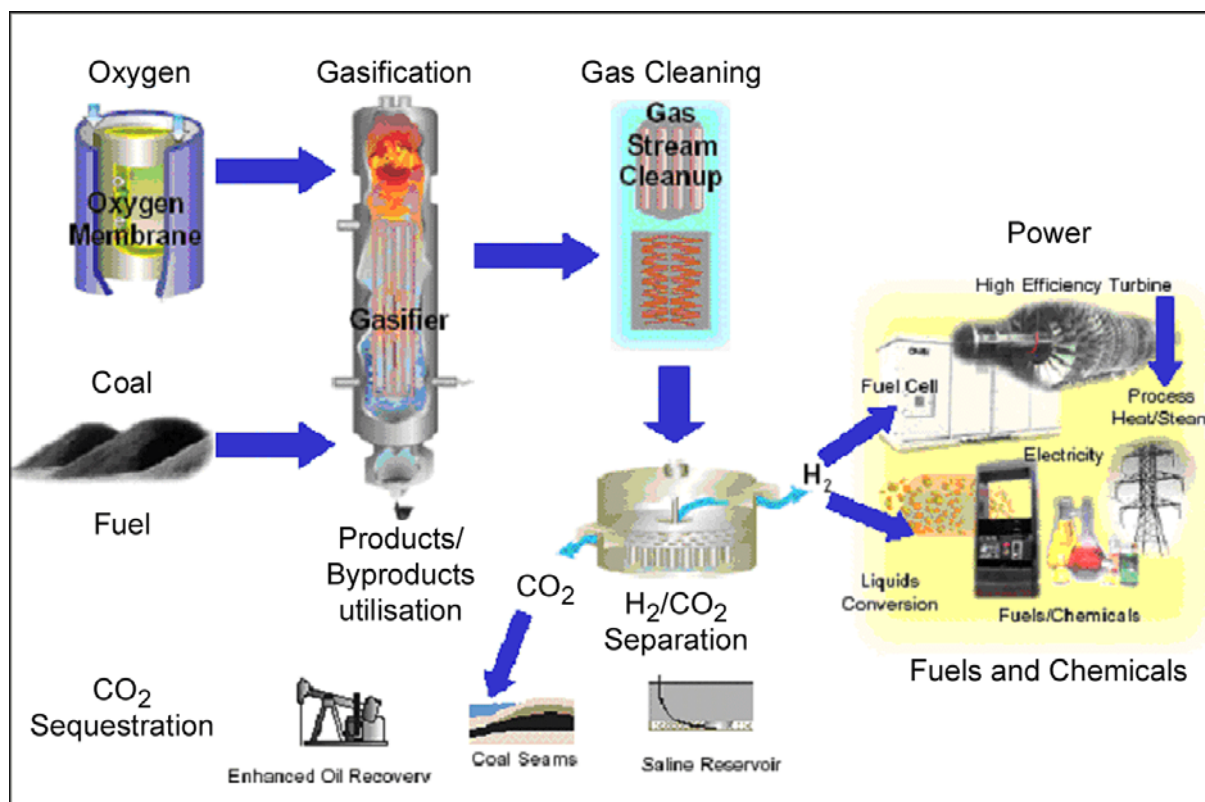 Oxygen
Gasification
Gas Cleaning
Oxygen
Membrane
Gasifier
Gas
Stream
Cleanup
Coal
Fuel
Products/
Byproducts
utilisation
CO2
H2/CO2
Separation
H2
Power
High Efficiency Turbine
Fuel Cell
Process
Heat/Steam
Electricity
Liquids
Conversion
Fuels/Chemicals
Fuels and Chemicals
CO2
Sequestration
Enhanced Oil Recovery
Coal Seams
Saline Reservoir